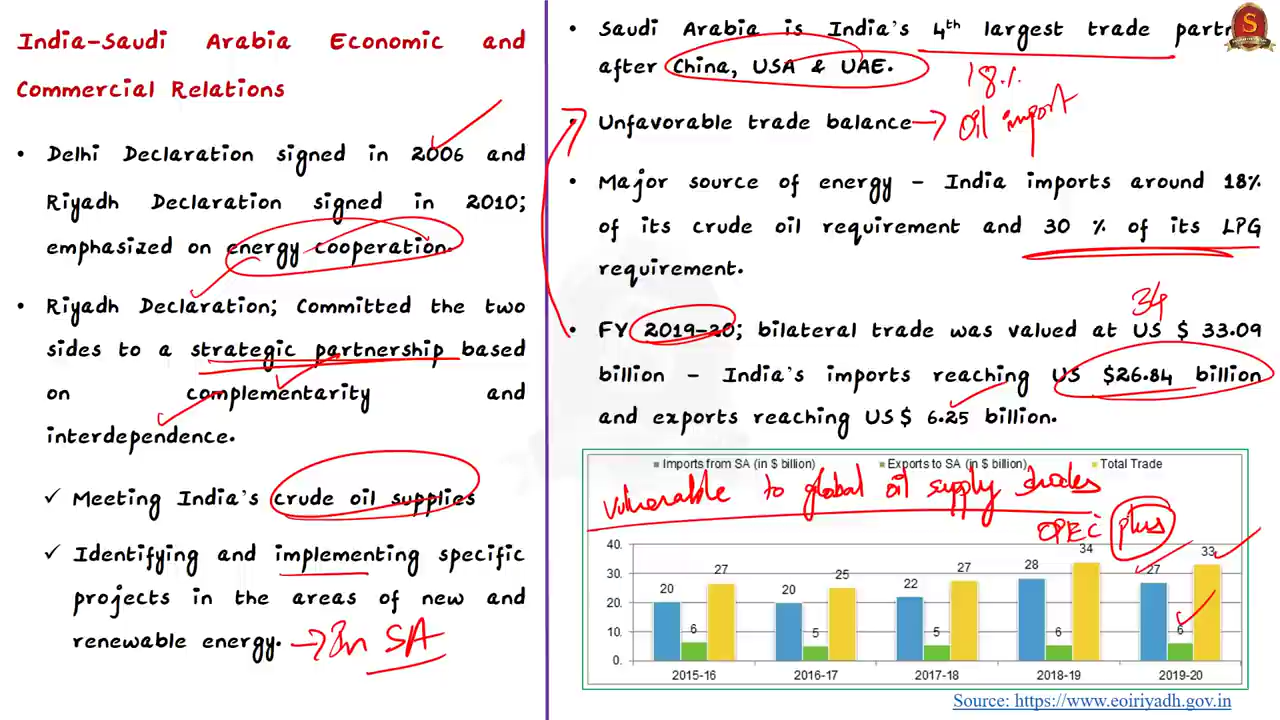 India-Saudi Arabia Economic and
Commercial Relations
• Delhi Declaration signed in 2006 and
Riyadh Declaration signed in 2010;
emphasized on energy cooperation.
• Riyadh Declaration; Committed the two
sides to a strategic partnership based
on complementarity and
interdependence.
✓ Meeting India's crude oil supplies
✓ Identifying and implementing specific
projects in the areas of new and
renewable energy. → In SA
• Saudi Arabia is India's 4th largest trade partn
after China, USA & UAE.
18%
• Unfavorable trade balance → Oil import
• Major source of energy - India imports around 18%
of its crude oil requirement and 30 % of its LPG
requirement.
34
• FY 2019-20; bilateral trade was valued at US $ 33.09
billion - India's imports reaching US $26.84 billion
and exports reaching US$ 6.25 billion.
Imports from SA (in $ billion) Exports to SA (in $ billion) Total Trade
Vulnerable to global oil supply
OPEC plus
40.
30.
20.
10.
0.
20 6 27
20 5 25
22 5 27
28 6 34
27 6 33
2015-16 2016-17 2017-18 2018-19 2019-20
Source: https://www.eoiriyadh.gov.in
S